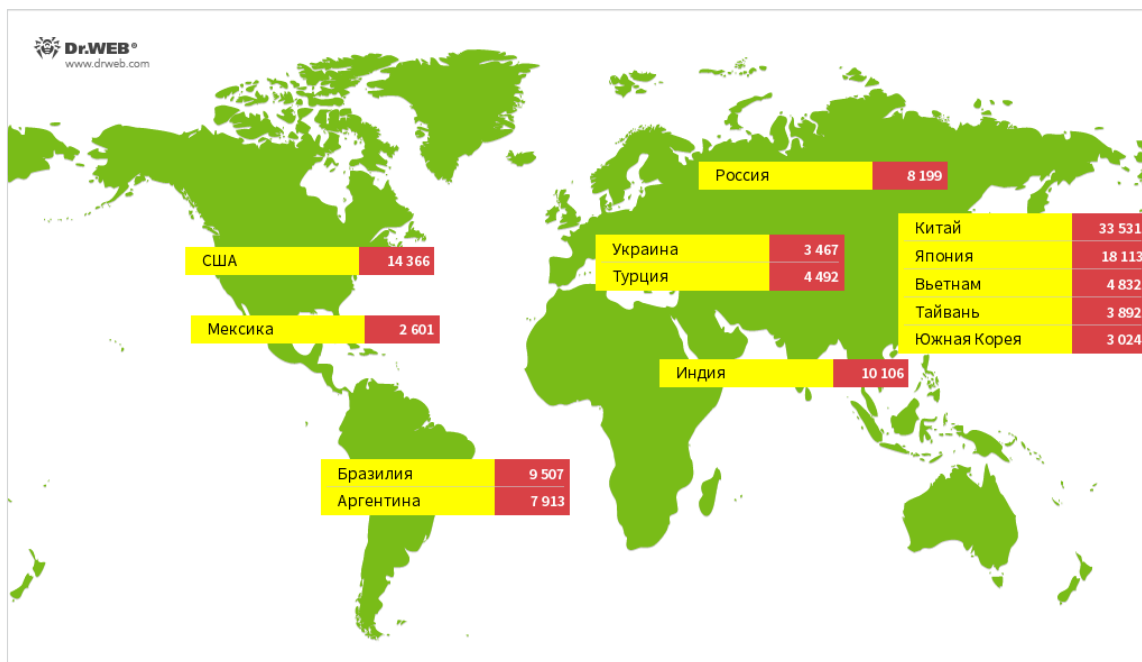 Dr.WEB®
www.drweb.com
Россия 8 199
Китай 33 531
Украина 3 467
Япония 18 113
США 14 366
Турция 4 492
Вьетнам 4 832
Тайвань 3 892
Мексика 2 601
Южная Корея 3 024
Индия 10 106
Бразилия 9 507
Аргентина 7 913